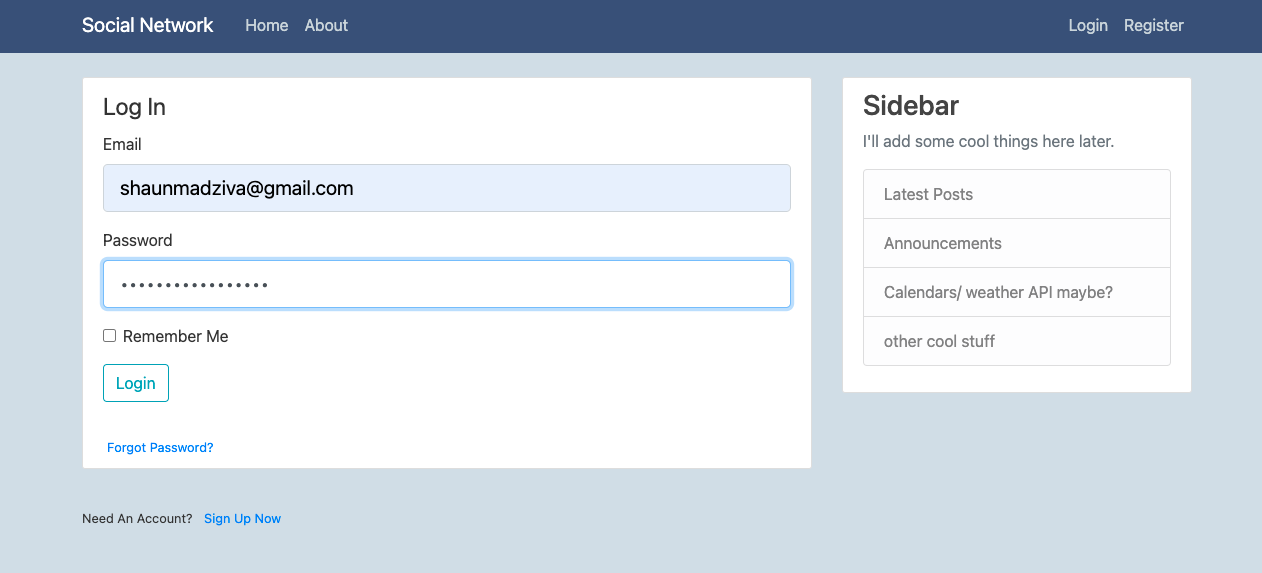 Social Network Home About Login Register
Log In
Email
shaunmadziva@gmail.com
Password
•••••••••••••••••
Remember Me
Login
Forgot Password?
Need An Account? Sign Up Now
Sidebar
I'll add some cool things here later.
Latest Posts
Announcements
Calendars/ weather API maybe?
other cool stuff